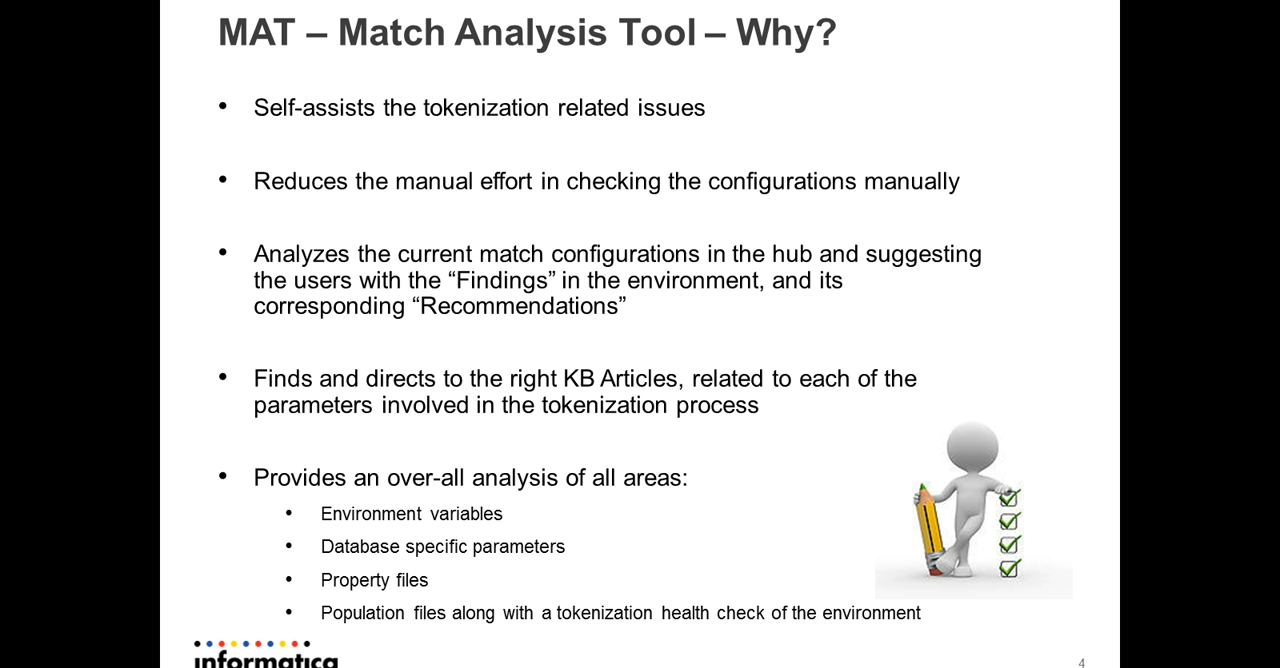 MAT – Match Analysis Tool – Why?
• Self-assists the tokenization related issues
• Reduces the manual effort in checking the configurations manually
• Analyzes the current match configurations in the hub and suggesting
the users with the “Findings” in the environment, and its
corresponding “Recommendations”
• Finds and directs to the right KB Articles, related to each of the
parameters involved in the tokenization process
• Provides an over-all analysis of all areas:
• Environment variables
• Database specific parameters
• Property files
• Population files along with a tokenization health check of the environment
informatica
4